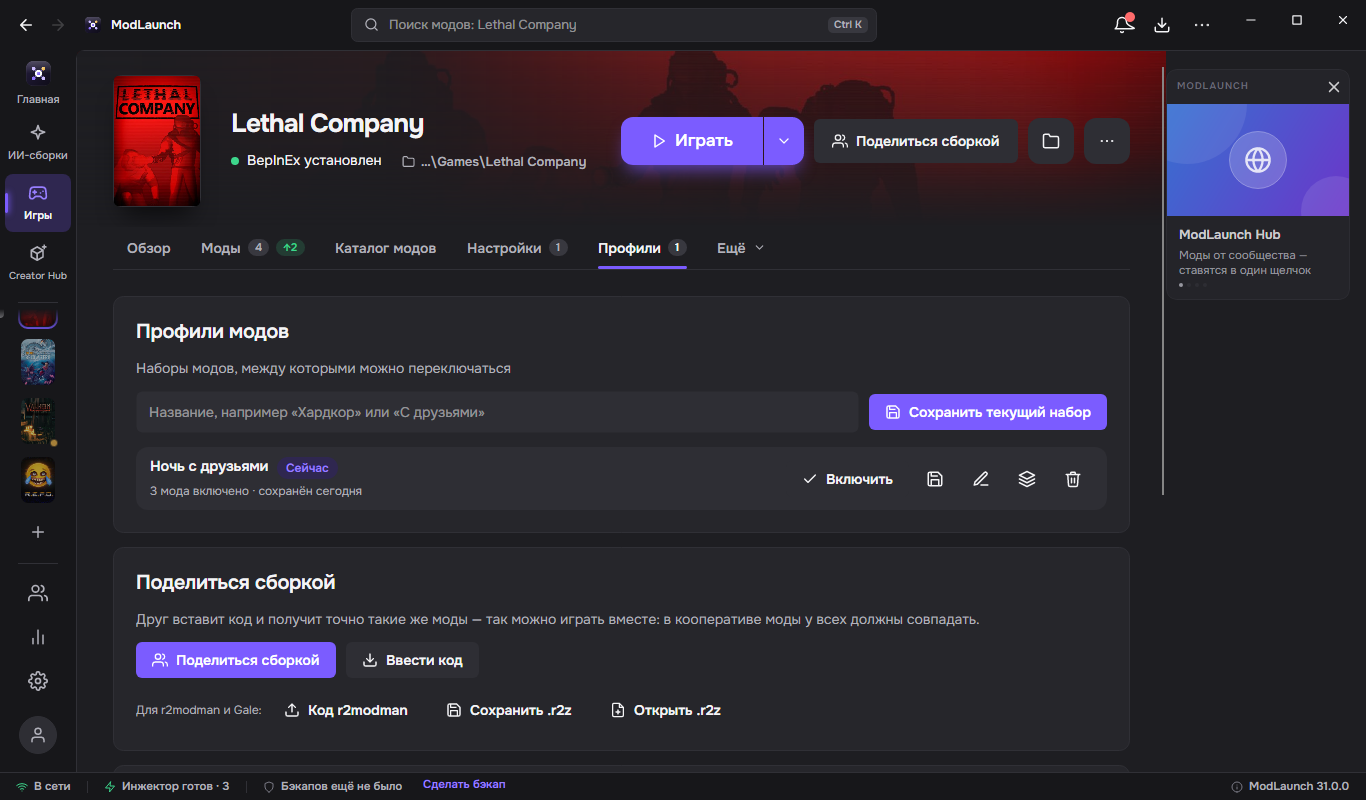 ModLaunch
Поиск модов: Lethal Company
Ctrl K
Главная
ИИ-сборки
Игры
Creator Hub
LETHAL
COMPANY
Lethal Company
BepInEx установлен
...\Games\Lethal Company
Играть
Поделиться сборкой
Обзор
Моды 4 ↑2
Каталог модов
Настройки 1
Профили 1
Ещё
Профили модов
Наборы модов, между которыми можно переключаться
Название, например «Хардкор» или «С друзьями»
Сохранить текущий набор
Ночь с друзьями Сейчас
3 мода включено · сохранён сегодня
Включить
Поделиться сборкой
Друг вставит код и получит точно такие же моды — так можно играть вместе: в кооперативе моды у всех должны совпадать.
Поделиться сборкой
Ввести код
Для r2modman и Gale:
Код r2modman
Сохранить .r2z
Открыть .r2z
MODLAUNCH
ModLaunch Hub
Моды от сообщества —
ставятся в один щелчок
R.E.P.O.
В сети
Инжектор готов · 3
Бэкапов ещё не было
Сделать бэкап
ModLaunch 31.0.0